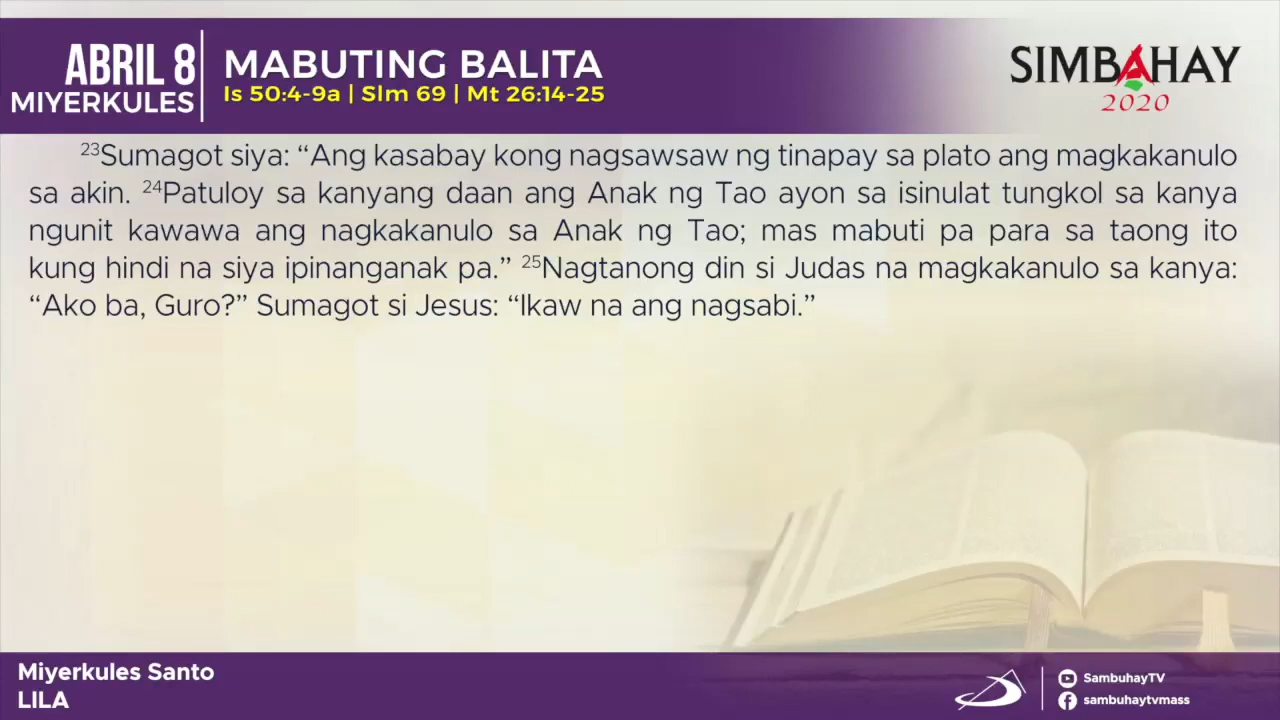 ABRIL 8
MIYERKULES
MABUTING BALITA
Is 50:4-9a | Slm 69 | Mt 26:14-25
SIMBAHAY
2020
²³Sumagot siya: “Ang kasabay kong nagsawsaw ng tinapay sa plato ang magkakanulo
sa akin. ²⁴Patuloy sa kanyang daan ang Anak ng Tao ayon sa isinulat tungkol sa kanya
ngunit kawawa ang nagkakanulo sa Anak ng Tao; mas mabuti pa para sa taong ito
kung hindi na siya ipinanganak pa.” ²⁵Nagtanong din si Judas na magkakanulo sa kanya:
“Ako ba, Guro?” Sumagot si Jesus: “Ikaw na ang nagsabi.”
Miyerkules Santo
LILA
SambuhayTV
sambuhaytvmass